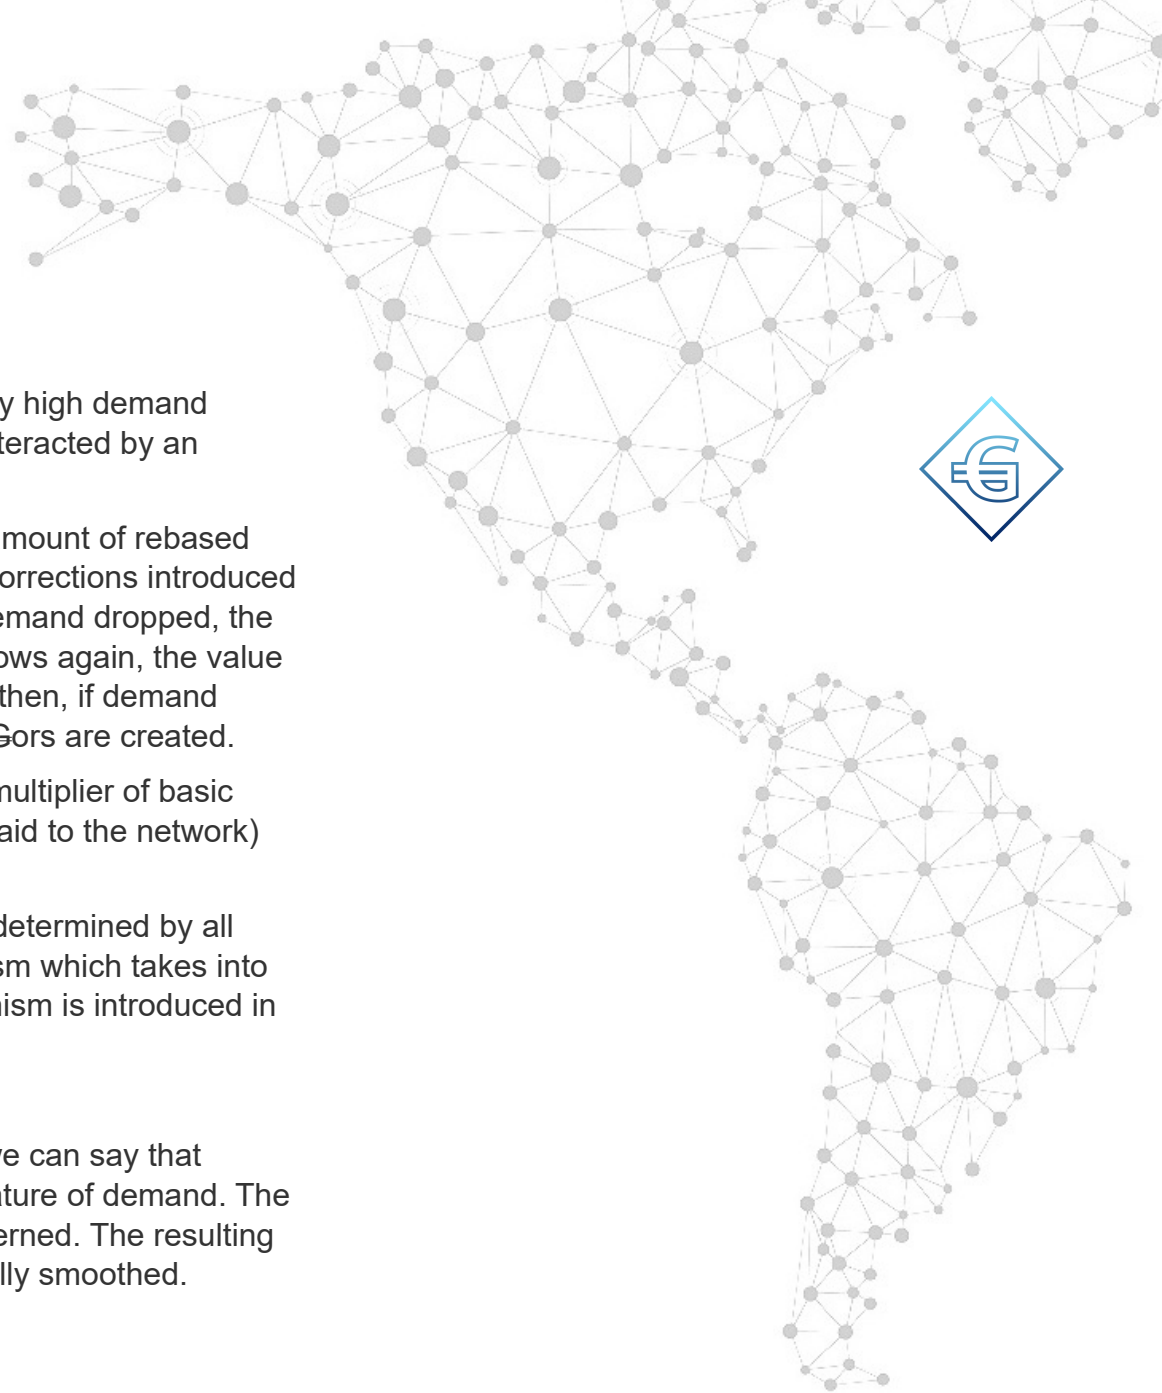 y high demand
teracted by an
mount of rebased
orrections introduced
emand dropped, the
ows again, the value
then, if demand
Gors are created.
multiplier of basic
aid to the network)
determined by all
sm which takes into
nism is introduced in
ve can say that
ature of demand. The
erned. The resulting
lly smoothed.